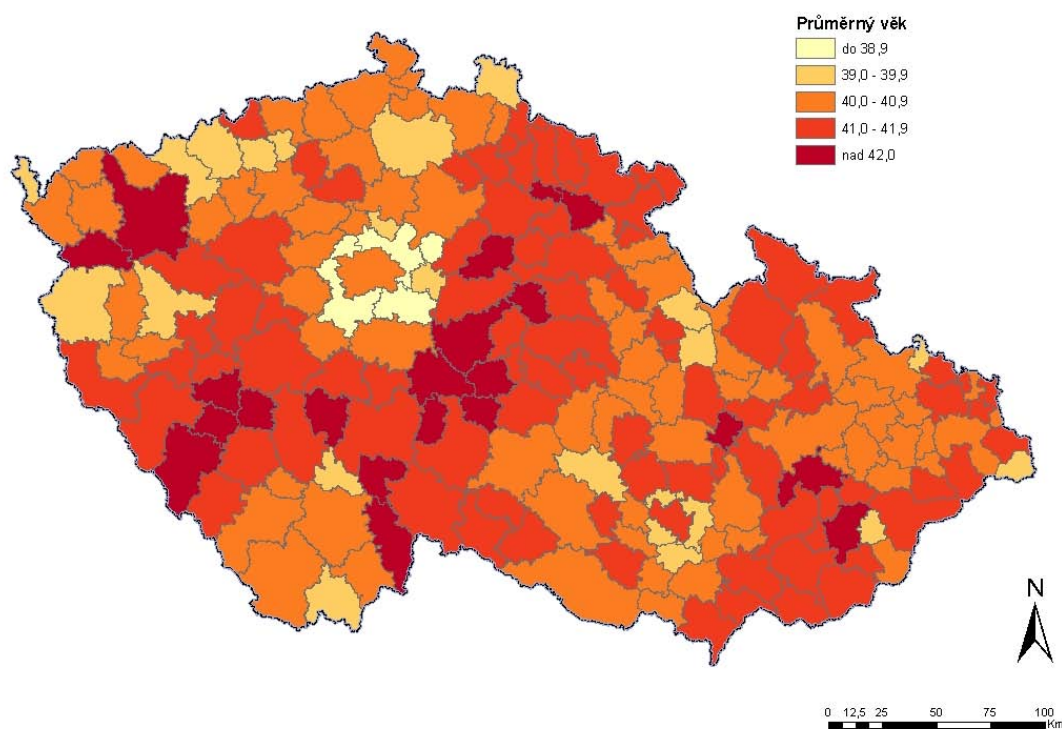 Průměrný věk
do 38,9
39,0 - 39,9
40,0 - 40,9
41,0 - 41,9
nad 42,0
N
0 12,5 25 50 75 100
Km